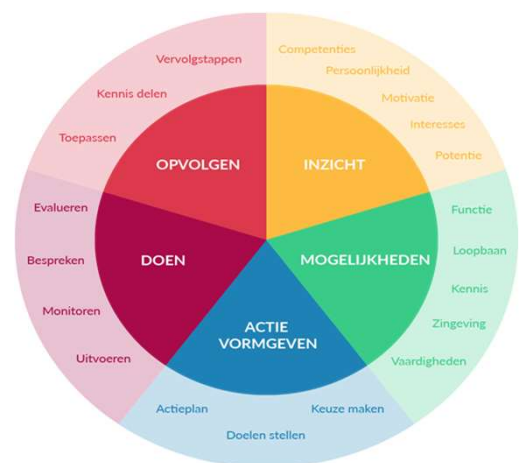 Competenties
Persoonlijkheid
Motivatie
Interesses
Potentie
INZICHT
Functie
Loopbaan
Kennis
Zingeving
Vaardigheden
MOGELIJKHEDEN
Keuze maken
Doelen stellen
Actieplan
ACTIE
VORMGEVEN
Uitvoeren
Monitoren
Bespreken
Evalueren
DOEN
Toepassen
Kennis delen
Vervolgstappen
OPVOLGEN